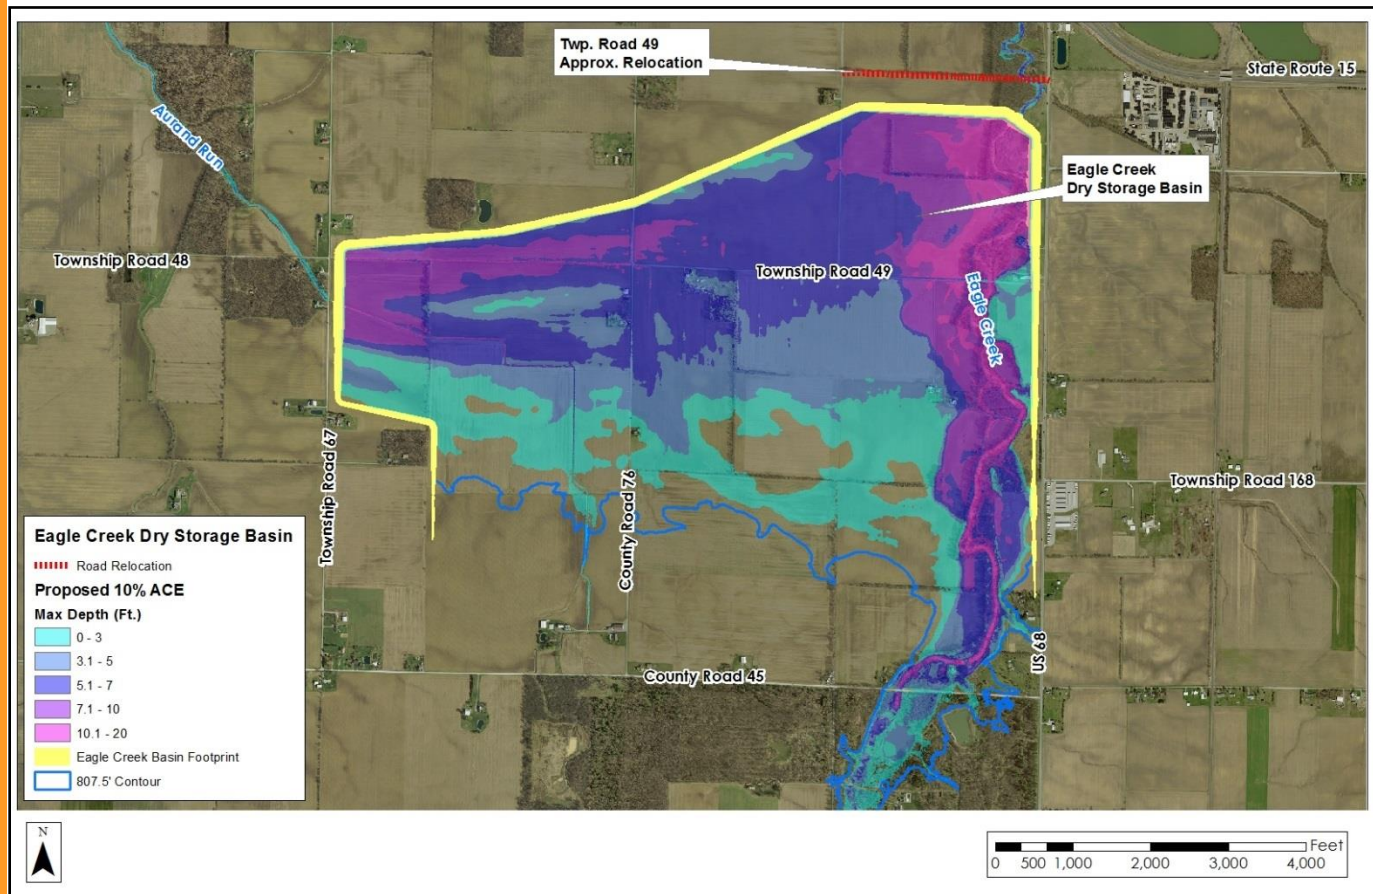 Twp. Road 49
Approx. Relocation
State Route 15
Aurand Run
Eagle Creek
Dry Storage Basin
Township Road 48
Township Road 49
Eagle Creek
Township Road 67
County Road 76
Township Road 168
US 68
County Road 45
Eagle Creek Dry Storage Basin
Road Relocation
Proposed 10% ACE
Max Depth (Ft.)
0 - 3
3.1 - 5
5.1 - 7
7.1 - 10
10.1 - 20
Eagle Creek Basin Footprint
807.5' Contour
N
Feet
0 500 1,000 2,000 3,000 4,000